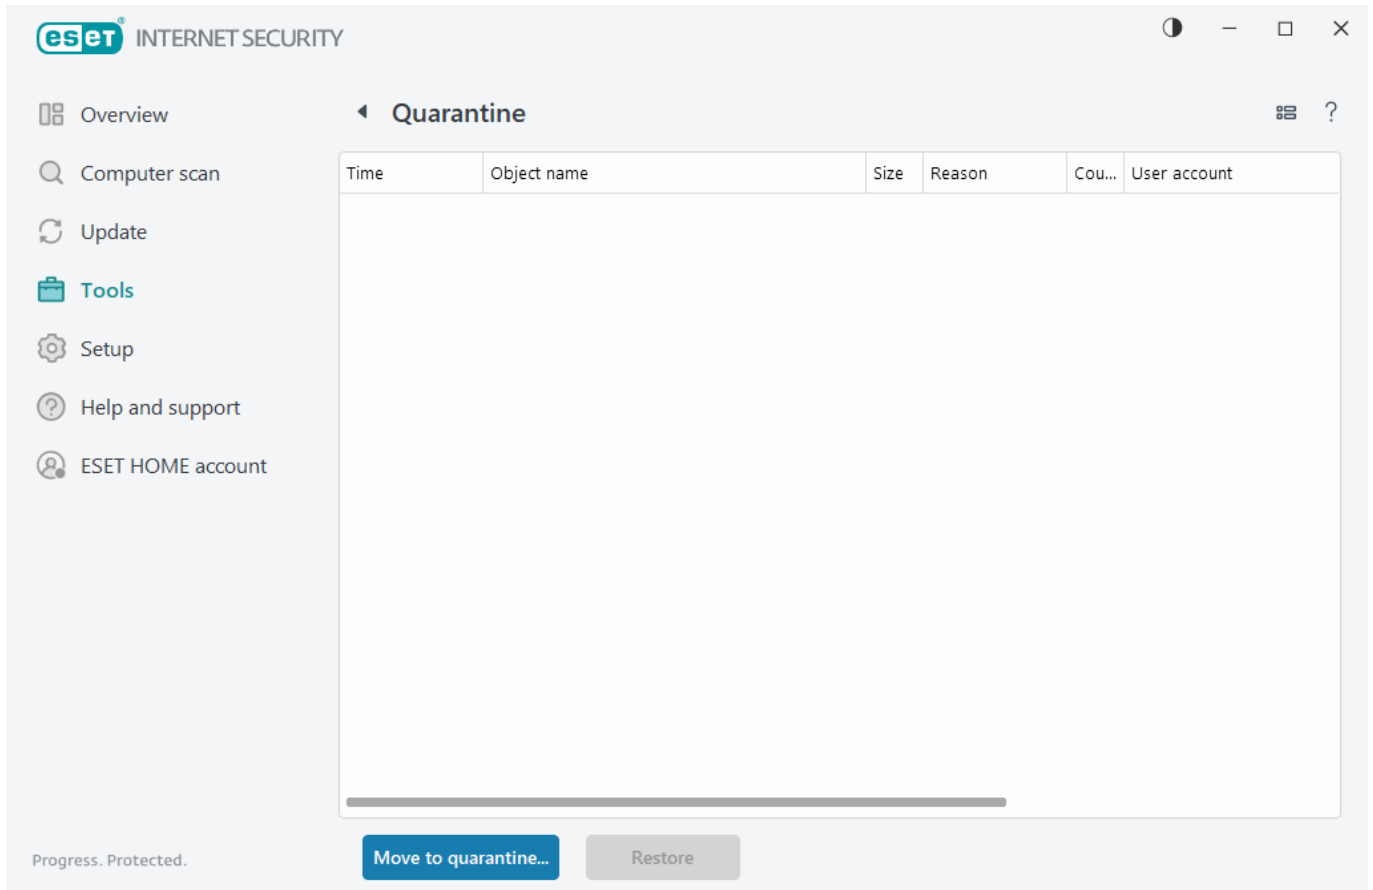 eset® INTERNET SECURITY
Overview
Computer scan
Update
Tools
Setup
Help and support
ESET HOME account
Progress. Protected.
Quarantine
?
Time Object name Size Reason Cou... User account
Move to quarantine... Restore